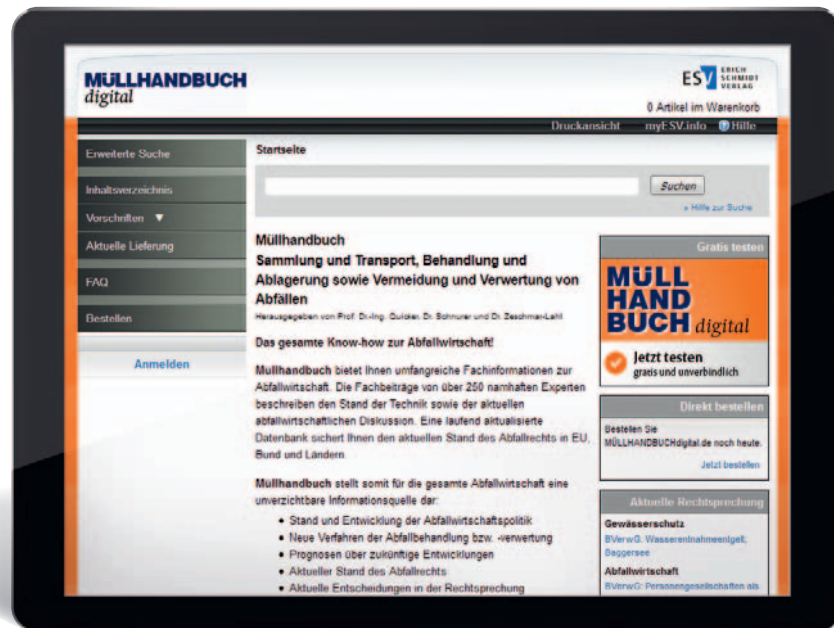 MÜLLHANDBUCH
digital
ESV ERICH
SCHMIDT
VERLAG
0 Artikel im Warenkorb
Druckansicht myESV.info ? Hilfe
Erweiterte Suche
Inhaltsverzeichnis
Vorschriften ▼
Aktuelle Lieferung
FAQ
Bestellen
Anmelden
Startseite
Suchen
» Hilfe zur Suche
Müllhandbuch
Sammlung und Transport, Behandlung und
Ablagerung sowie Vermeidung und Verwertung von
Abfällen
Herausgegeben von Prof. Dr.-Ing. Quicker, Dr. Schnurer und Dr. Zeschmar-Lahl
Das gesamte Know-how zur Abfallwirtschaft!
Müllhandbuch bietet Ihnen umfangreiche Fachinformationen zur
Abfallwirtschaft. Die Fachbeiträge von über 250 namhaften Experten
beschreiben den Stand der Technik sowie der aktuellen
abfallwirtschaftlichen Diskussion. Eine laufend aktualisierte
Datenbank sichert Ihnen den aktuellen Stand des Abfallrechts in EU,
Bund und Ländern.
Müllhandbuch stellt somit für die gesamte Abfallwirtschaft eine
unverzichtbare Informationsquelle dar:
• Stand und Entwicklung der Abfallwirtschaftspolitik
• Neue Verfahren der Abfallbehandlung bzw. -verwertung
• Prognosen über zukünftige Entwicklungen
• Aktueller Stand des Abfallrechts
• Aktuelle Entscheidungen in der Rechtsprechung
Gratis testen
MÜLL
HAND
BUCH digital
Jetzt testen
gratis und unverbindlich
Direkt bestellen
Bestellen Sie
MÜLLHANDBUCHdigital.de noch heute.
Jetzt bestellen
Aktuelle Rechtsprechung
Gewässerschutz
BVerwG: Wasserentnahmeentgelt;
Baggersee
Abfallwirtschaft
BVerwG: Personengesellschaften als